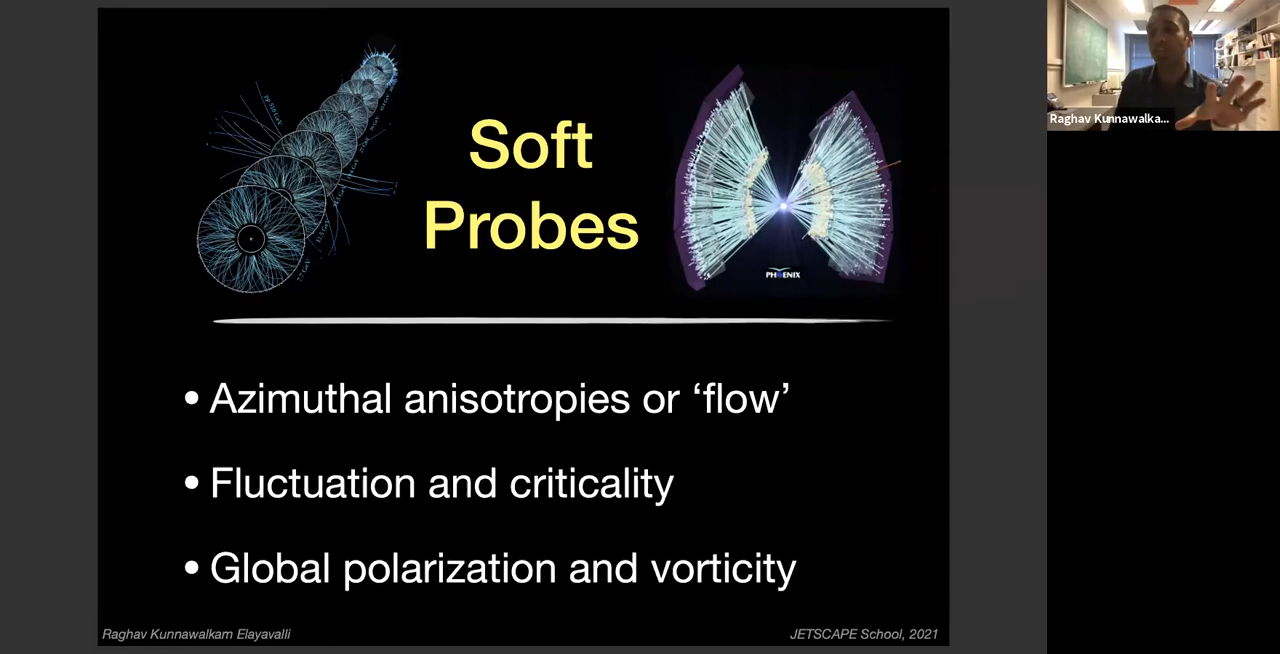 Soft
Probes
PHENIX
• Azimuthal anisotropies or ‘flow’
• Fluctuation and criticality
• Global polarization and vorticity
Raghav Kunnawalkam Elayavalli
JETSCAPE School, 2021
Raghav Kunnawalka...